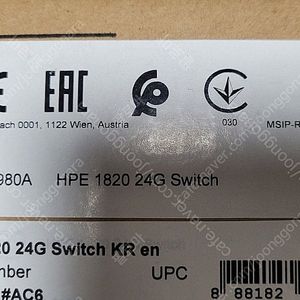 EAC
030
ach 0001, 1122 Wien, Austria
MSIP-R
980A HPE 1820 24G Switch
20 24G Switch KR en
mber UPC
#AC6 8 88182